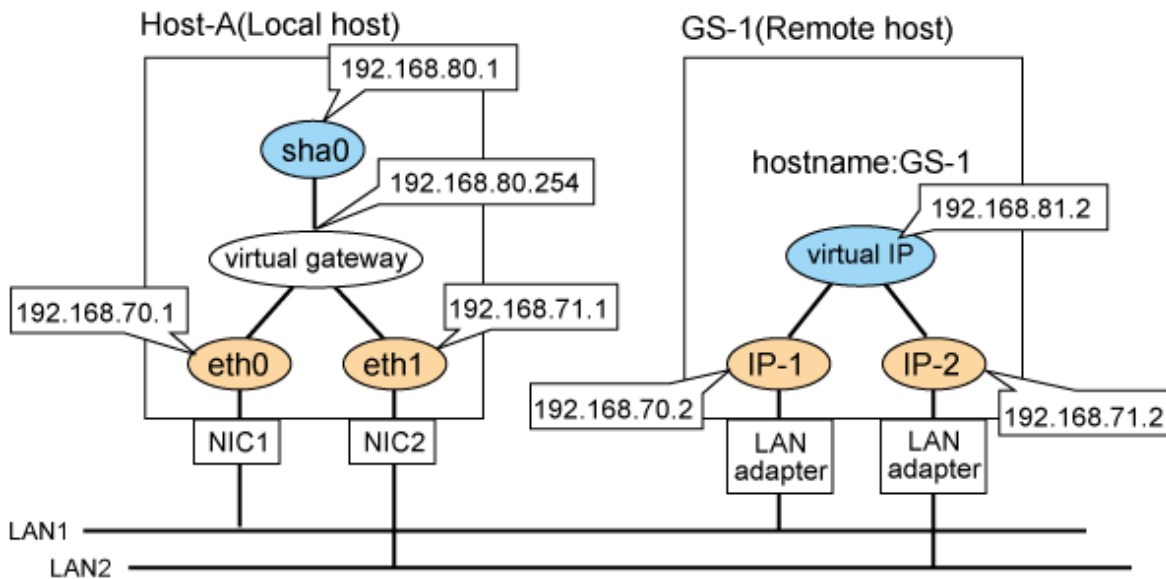 Host-A(Local host)
GS-1(Remote host)
192.168.80.1
sha0
hostname:GS-1
192.168.80.254
192.168.81.2
virtual gateway
virtual IP
192.168.70.1
192.168.71.1
eth0
eth1
IP-1
IP-2
192.168.70.2
192.168.71.2
NIC1
NIC2
LAN
adapter
LAN
adapter
LAN1
LAN2